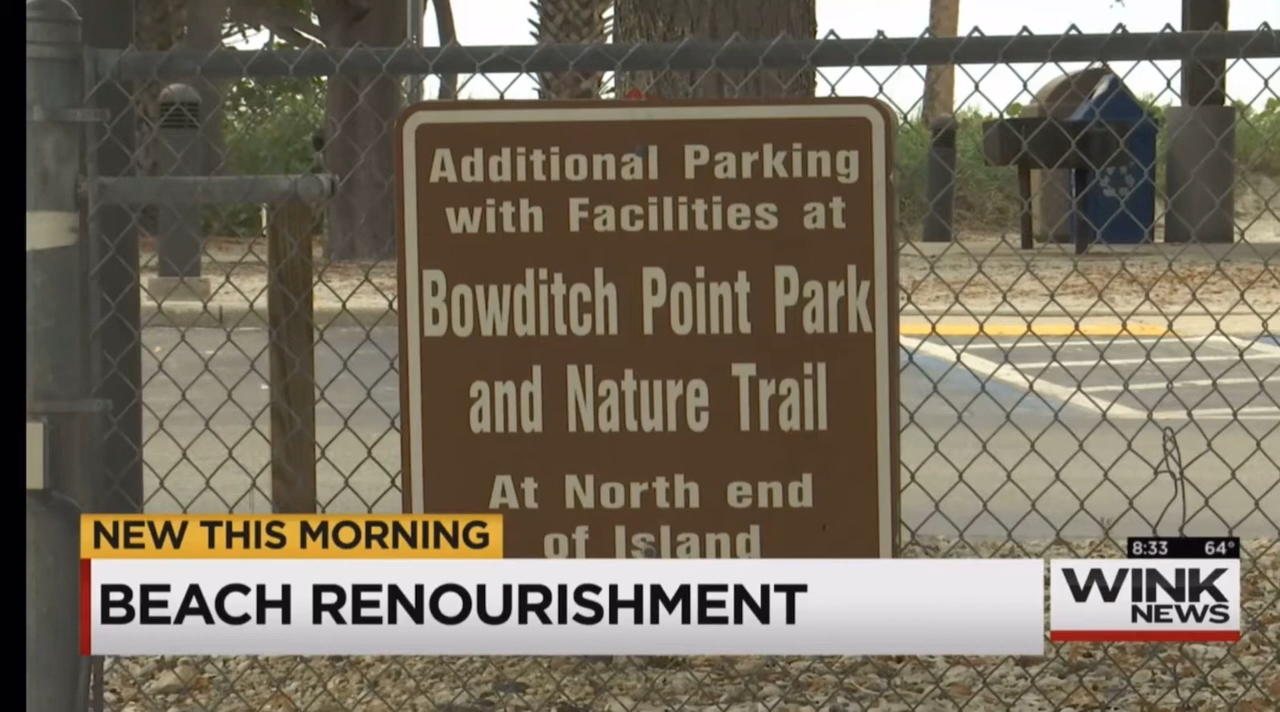 Additional Parking
with Facilities at
Bowditch Point Park
and Nature Trail
At North end
of Island
NEW THIS MORNING
BEACH RENOURISHMENT
8:33 64°
WINK
NEWS